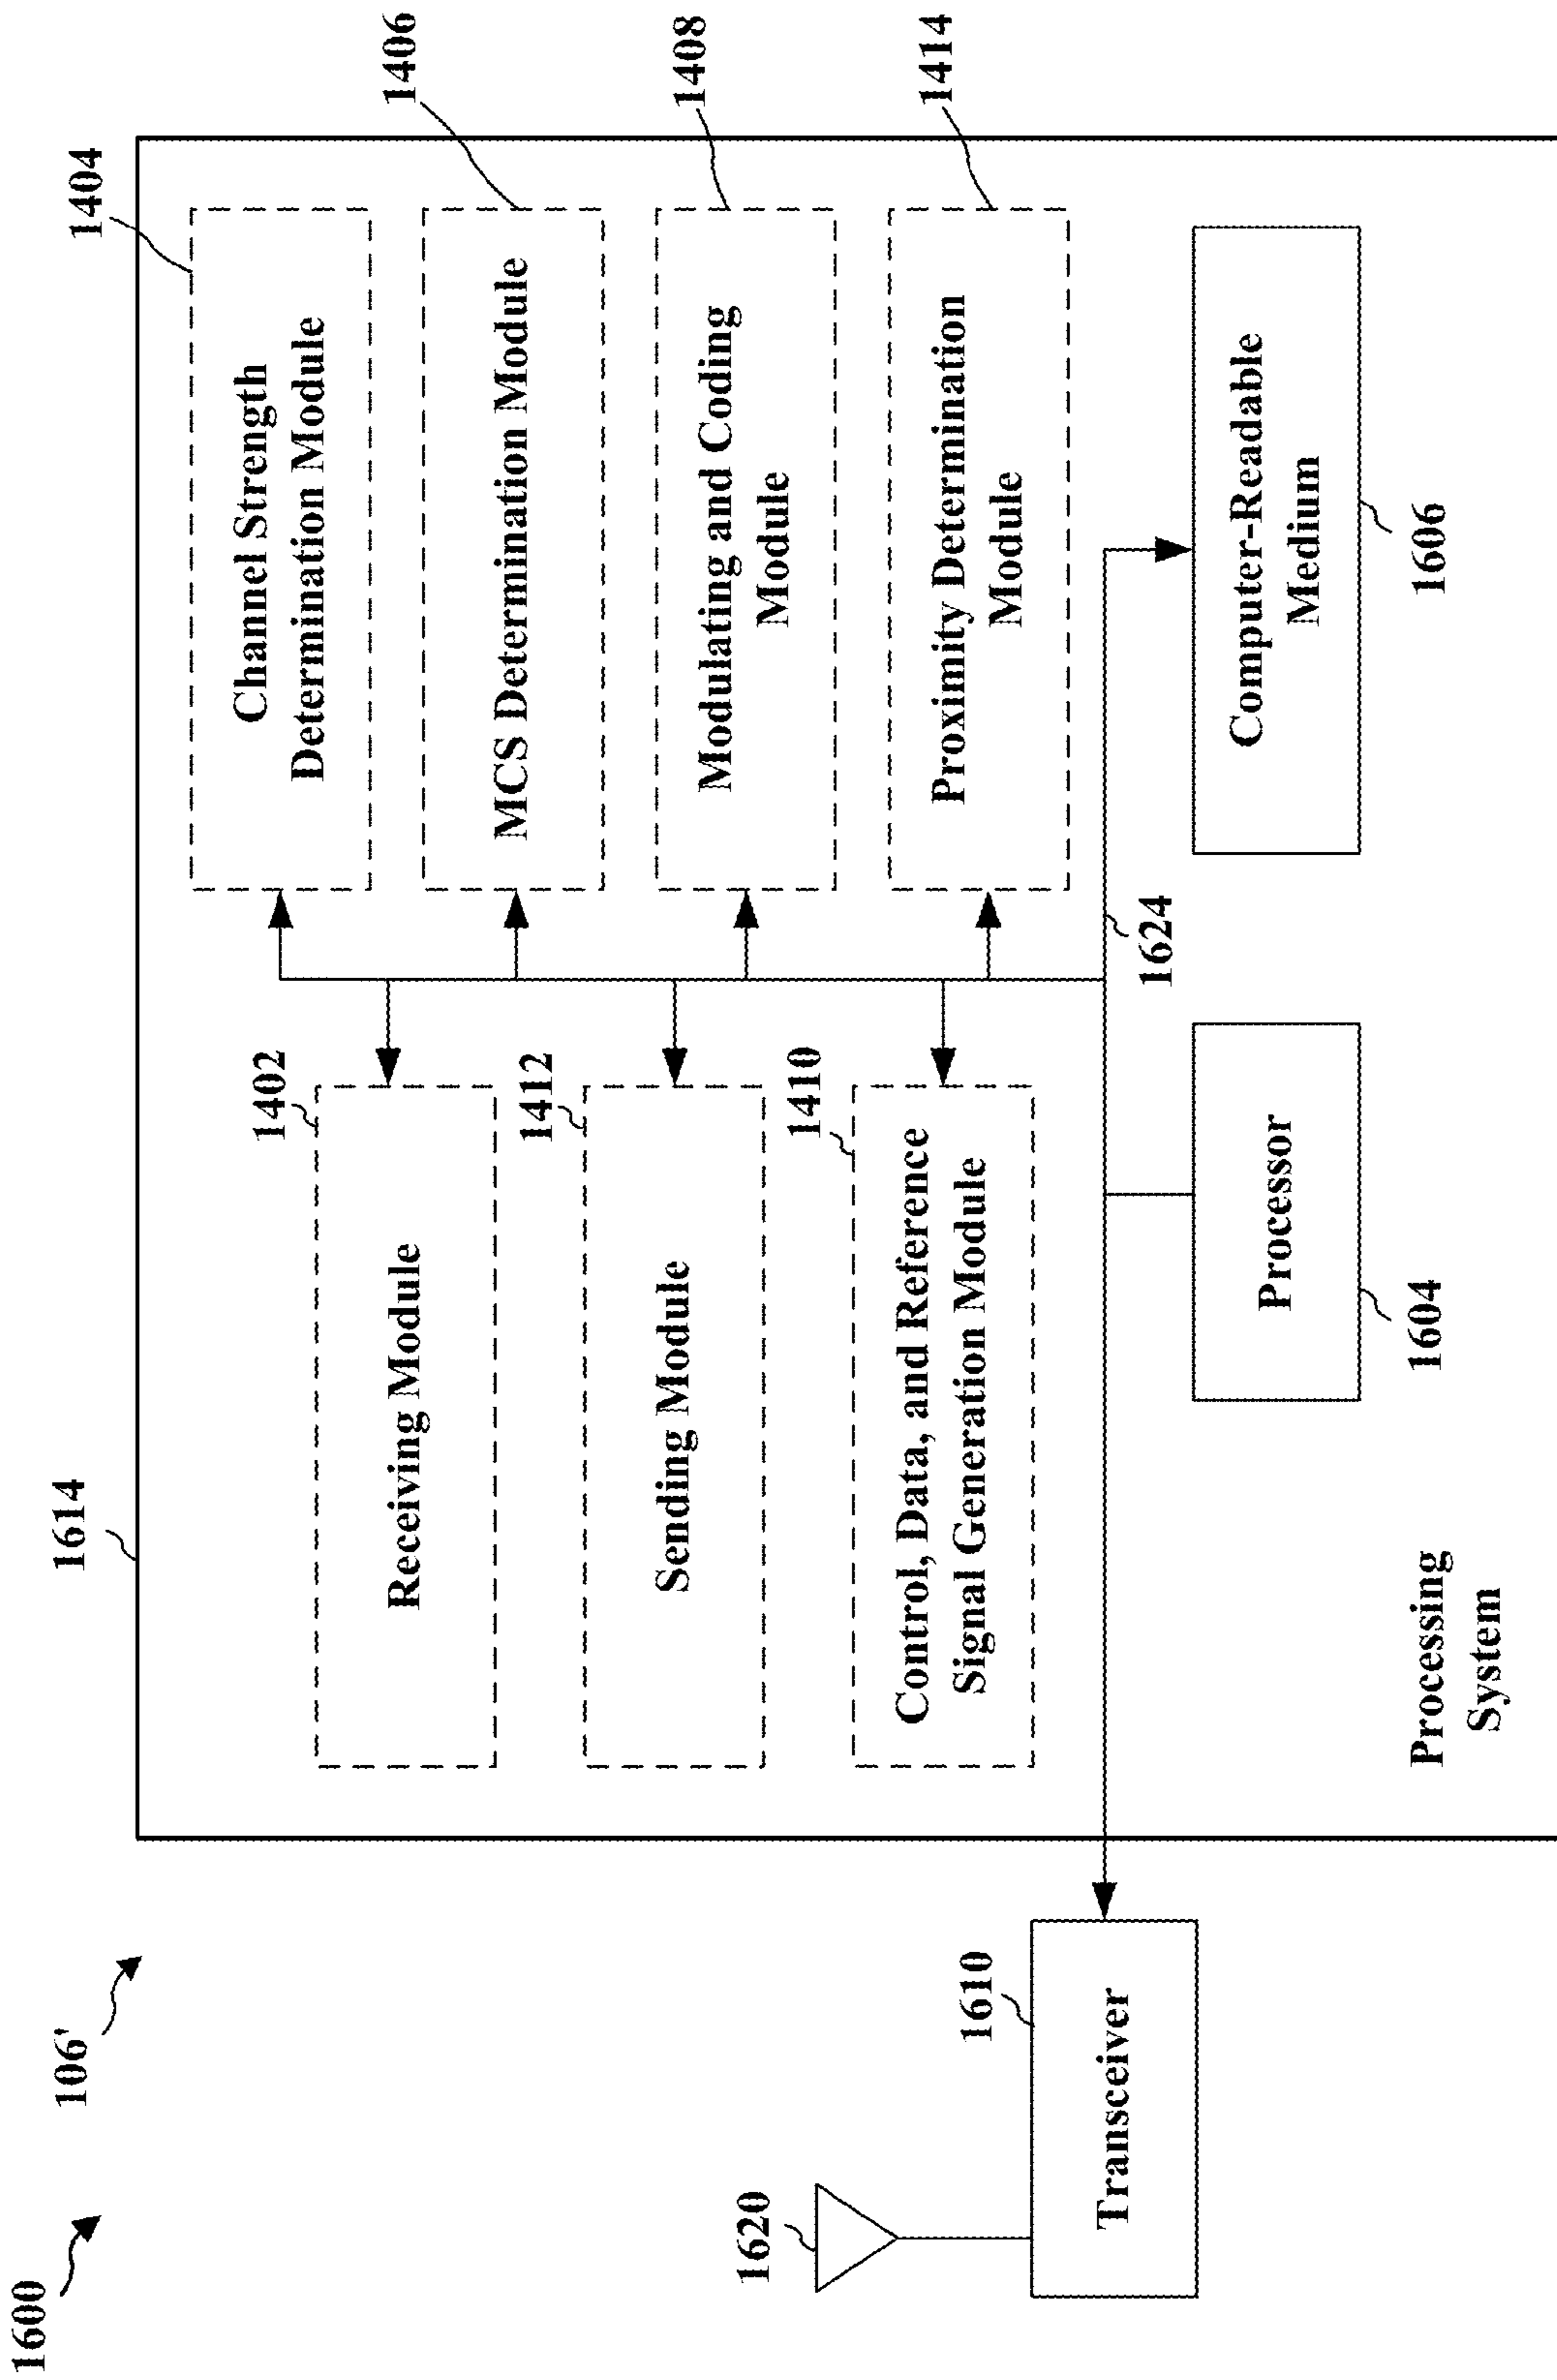 1600
106'
1614
1404
1406
1408
1414
1402
Receiving Module
1412
Sending Module
1410
Control, Data, and Reference
Signal Generation Module
Channel Strength
Determination Module
MCS Determination Module
Modulating and Coding
Module
Proximity Determination
Module
1624
1620
1610
Transceiver
Processor
1604
Computer-Readable
Medium
1606
Processing
System